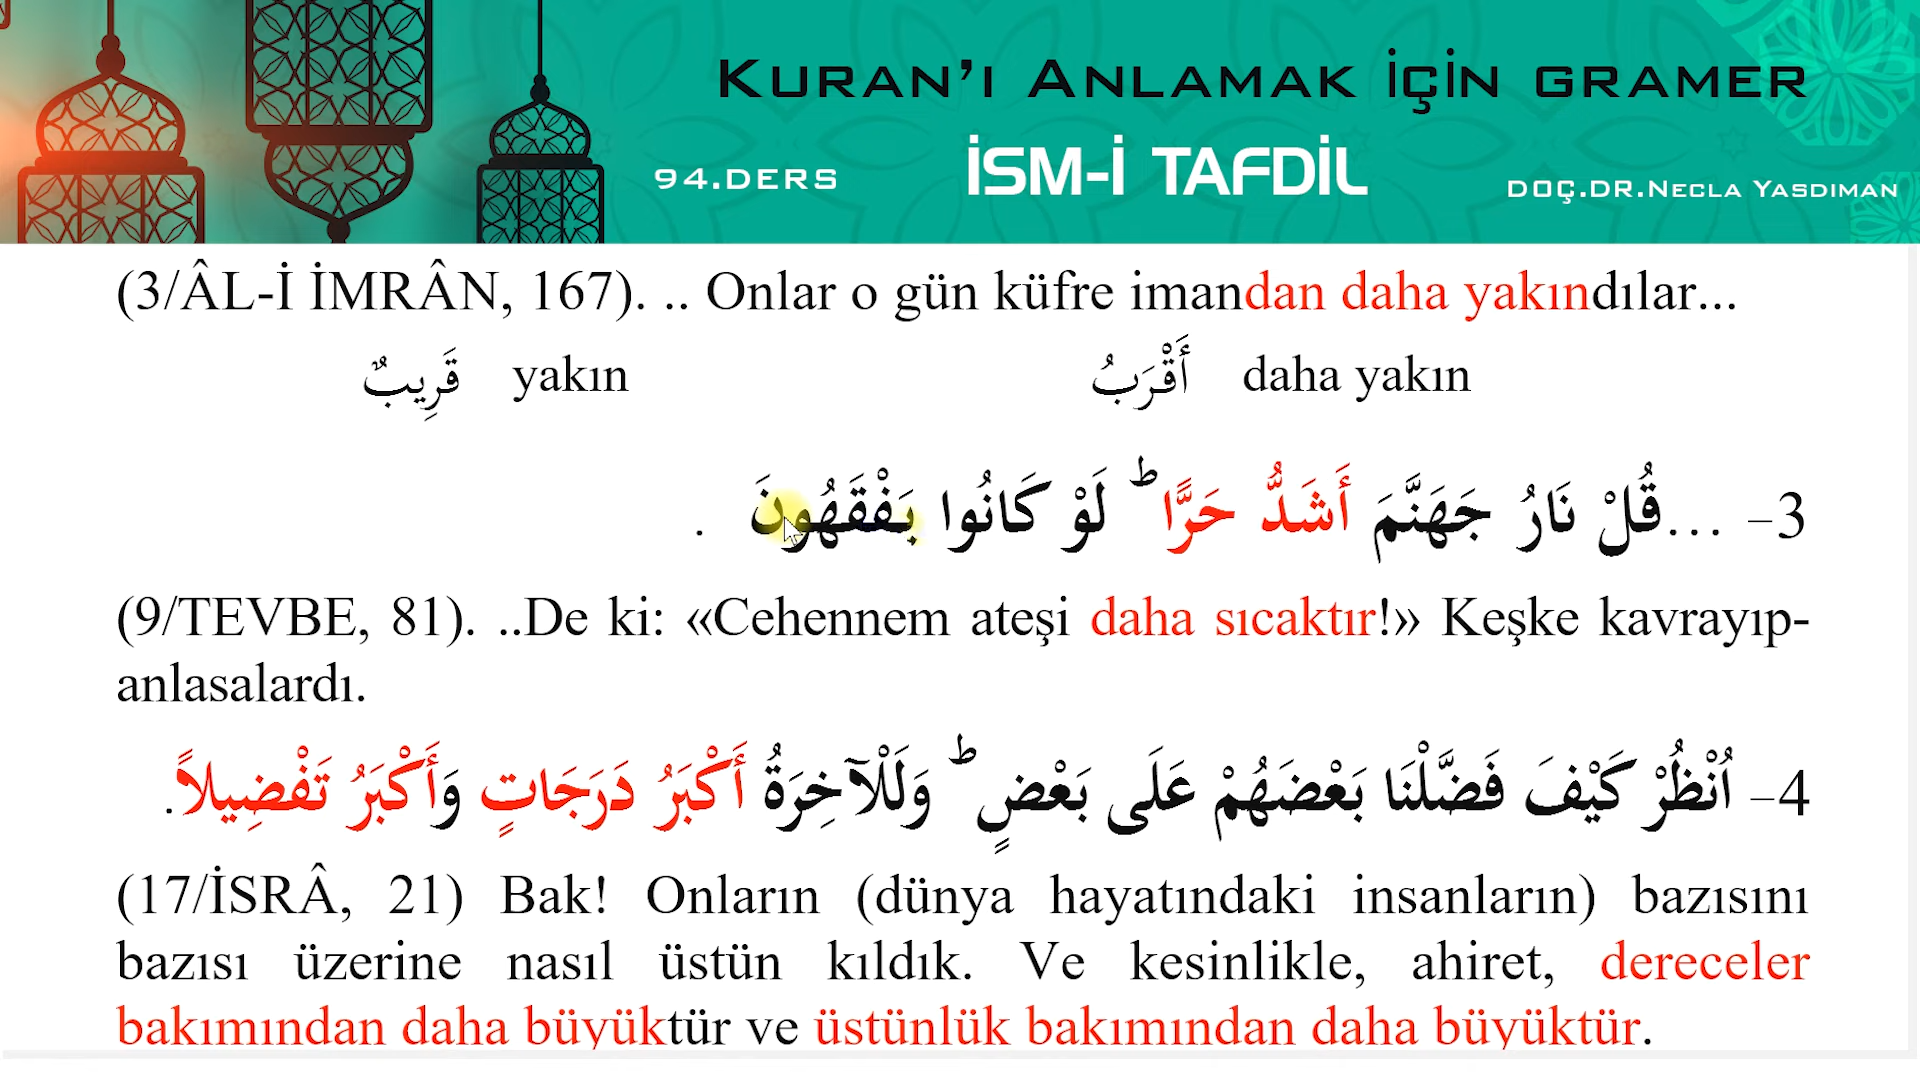 KURAN'I ANLAMAK İÇİN GRAMER
94.DERS İSM-İ TAFDİL DOÇ.DR.NECLA YASDIMAN
(3/ÂL-İ İMRÂN, 167). .. Onlar o gün küfre imandan daha yakındılar...
قَرِيبٌ yakın أَقْرَبُ daha yakın
3- ...قُلْ نَارُ جَهَنَّمَ أَشَدُّ حَرًّا ۭ لَوْ كَانُوا بَفْقَهُونَ .
(9/TEVBE, 81). ..De ki: «Cehennem ateşi daha sıcaktır!» Keşke kavrayıp-
anlasalardı.
4- اُنْظُرْ كَيْفَ فَضَّلْنَا بَعْضَهُمْ عَلَى بَعْضٍ ۭ وَلَلْآخِرَةُ أَكْبَرُ دَرَجَاتٍ وَأَكْبَرُ تَفْضِيلاً.
(17/İSRÂ, 21) Bak! Onların (dünya hayatındaki insanların) bazısını
bazısı üzerine nasıl üstün kıldık. Ve kesinlikle, ahiret, dereceler
bakımından daha büyüktür ve üstünlük bakımından daha büyüktür.